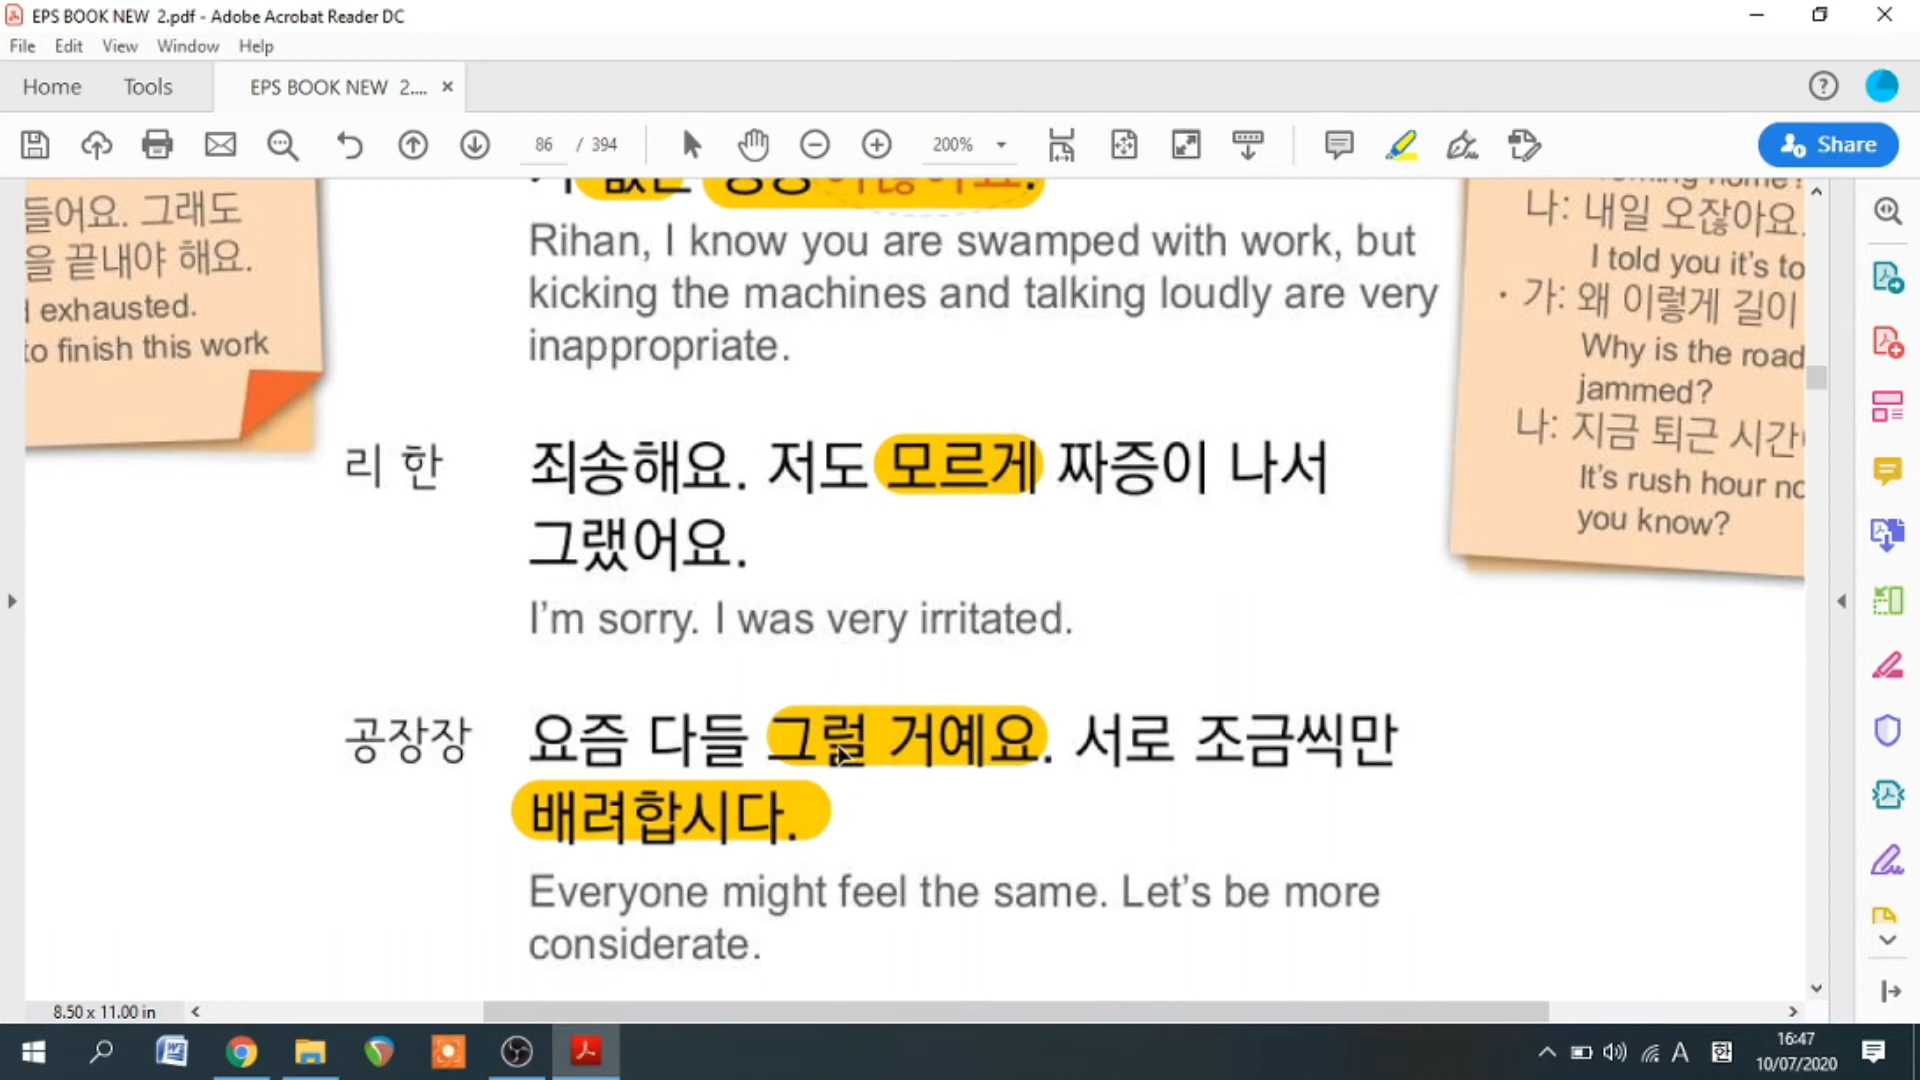 EPS BOOK NEW 2.pdf - Adobe Acrobat Reader DC
File Edit View Window Help
Home Tools EPS BOOK NEW 2....
86 / 394 200% Share
들어요. 그래도
을 끝내야 해요.
exhausted.
to finish this work
Rihan, I know you are swamped with work, but
kicking the machines and talking loudly are very
inappropriate.
나: 내일 오잖아요.
I told you it's to
· 가: 왜 이렇게 길이
Why is the road
jammed?
나: 지금 퇴근 시간
It's rush hour no
you know?
리 한 죄송해요. 저도 모르게 짜증이 나서
그랬어요.
I'm sorry. I was very irritated.
공장장 요즘 다들 그럴 거예요. 서로 조금씩만
배려합시다.
Everyone might feel the same. Let's be more
considerate.
8.50 x 11.00 in
A 한 16:47
10/07/2020